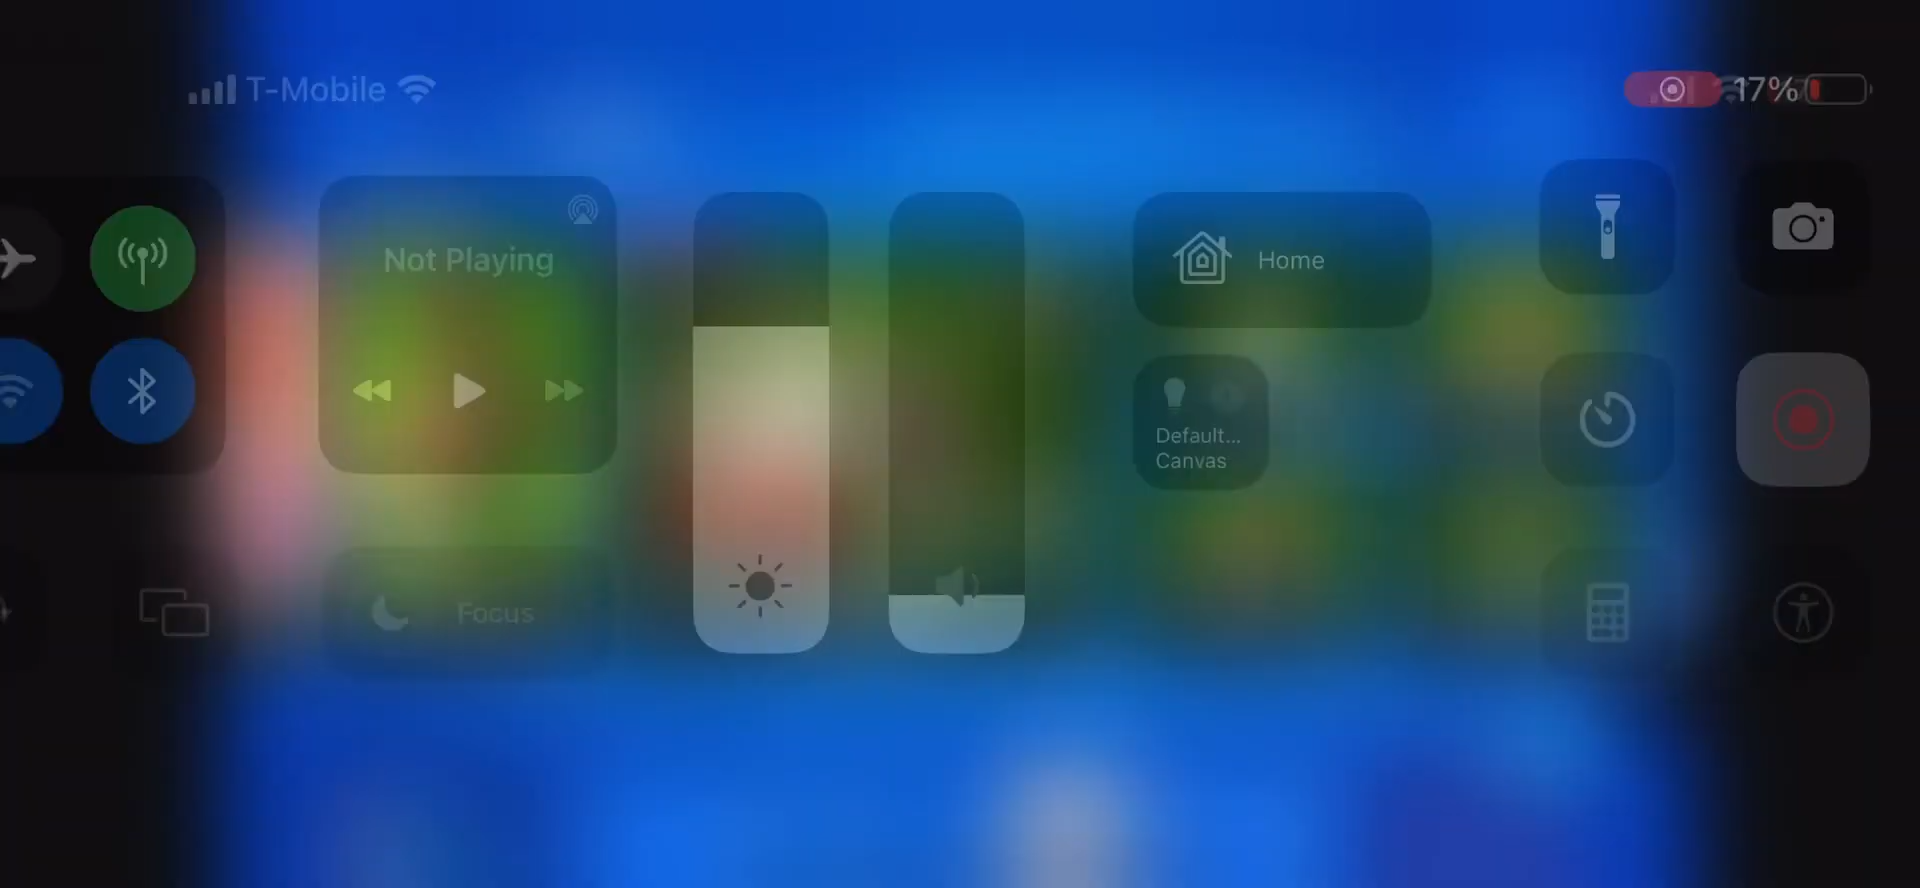 T-Mobile
17%
Not Playing
Home
Default...
Canvas
Focus